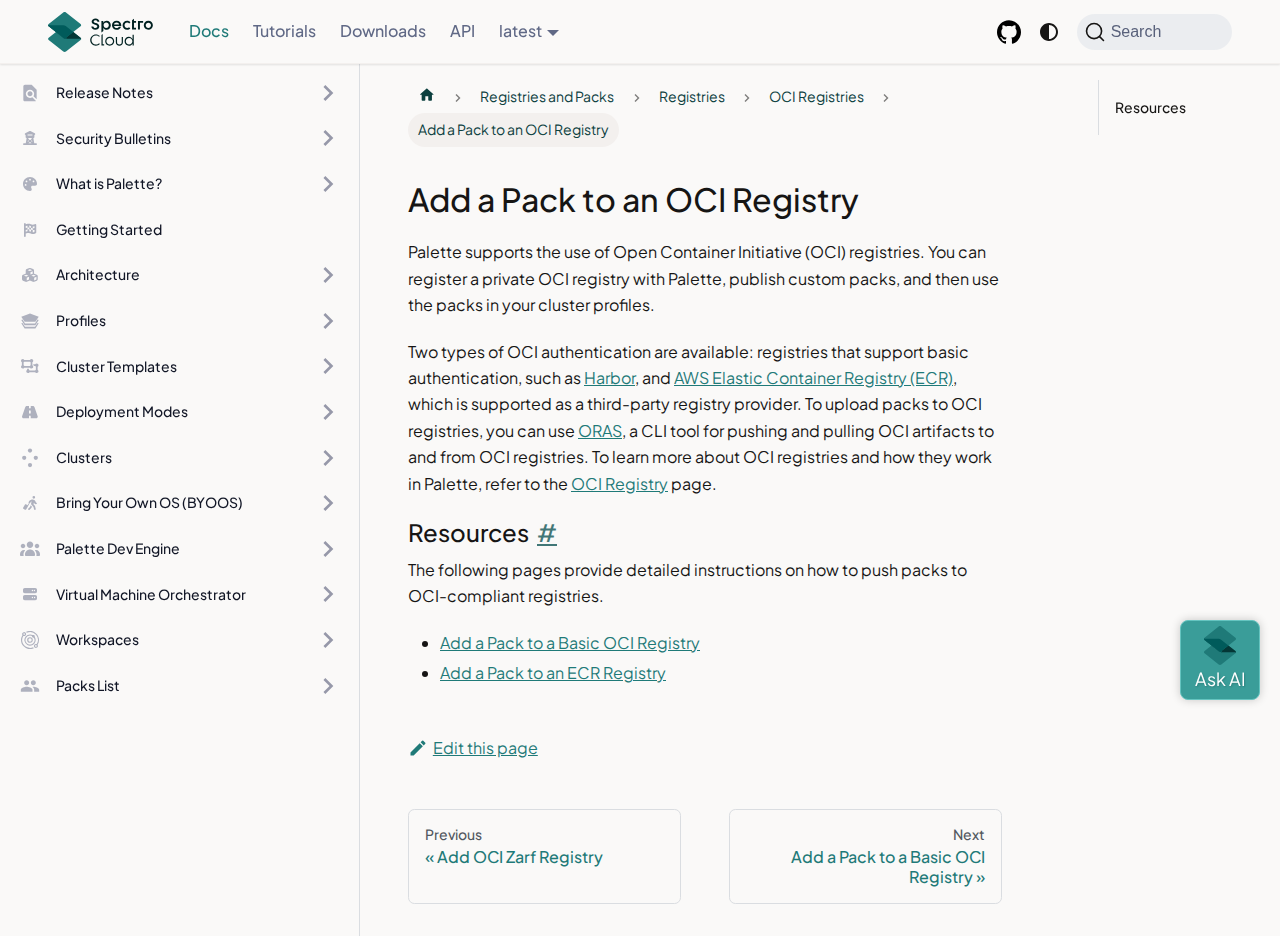 Spectro
Cloud
Docs
Tutorials
Downloads
API
latest
Search
Release Notes
Security Bulletins
What is Palette?
Getting Started
Architecture
Profiles
Cluster Templates
Deployment Modes
Clusters
Bring Your Own OS (BYOOS)
Palette Dev Engine
Virtual Machine Orchestrator
Workspaces
Packs List
Registries and Packs
Registries
OCI Registries
Add a Pack to an OCI Registry
Add a Pack to an OCI Registry
Palette supports the use of Open Container Initiative (OCI) registries. You can
register a private OCI registry with Palette, publish custom packs, and then use
the packs in your cluster profiles.
Two types of OCI authentication are available: registries that support basic
authentication, such as Harbor, and AWS Elastic Container Registry (ECR),
which is supported as a third-party registry provider. To upload packs to OCI
registries, you can use ORAS, a CLI tool for pushing and pulling OCI artifacts to
and from OCI registries. To learn more about OCI registries and how they work
in Palette, refer to the OCI Registry page.
Resources #
The following pages provide detailed instructions on how to push packs to
OCI-compliant registries.
Add a Pack to a Basic OCI Registry
Add a Pack to an ECR Registry
Edit this page
Previous
« Add OCI Zarf Registry
Next
Add a Pack to a Basic OCI
Registry »
Resources
Ask AI